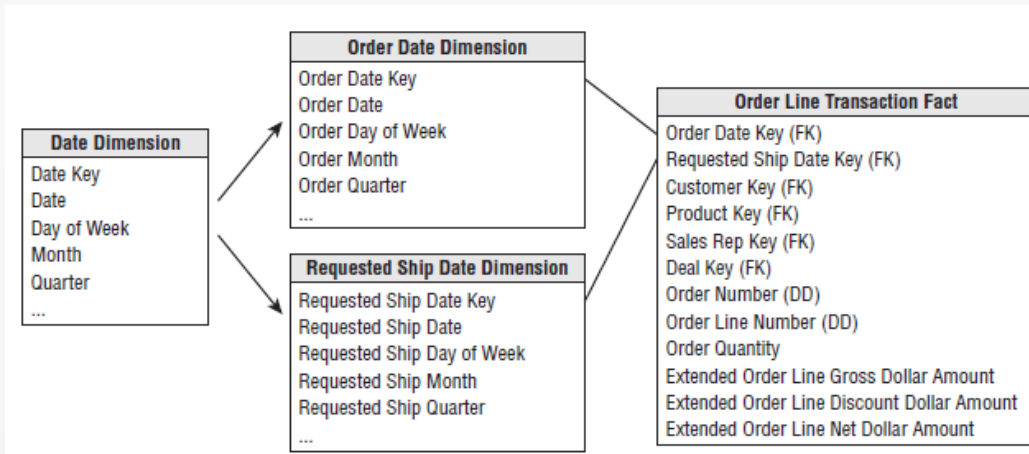 Date Dimension
Date Key
Date
Day of Week
Month
Quarter
...
Order Date Dimension
Order Date Key
Order Date
Order Day of Week
Order Month
Order Quarter
...
Requested Ship Date Dimension
Requested Ship Date Key
Requested Ship Date
Requested Ship Day of Week
Requested Ship Month
Requested Ship Quarter
...
Order Line Transaction Fact
Order Date Key (FK)
Requested Ship Date Key (FK)
Customer Key (FK)
Product Key (FK)
Sales Rep Key (FK)
Deal Key (FK)
Order Number (DD)
Order Line Number (DD)
Order Quantity
Extended Order Line Gross Dollar Amount
Extended Order Line Discount Dollar Amount
Extended Order Line Net Dollar Amount